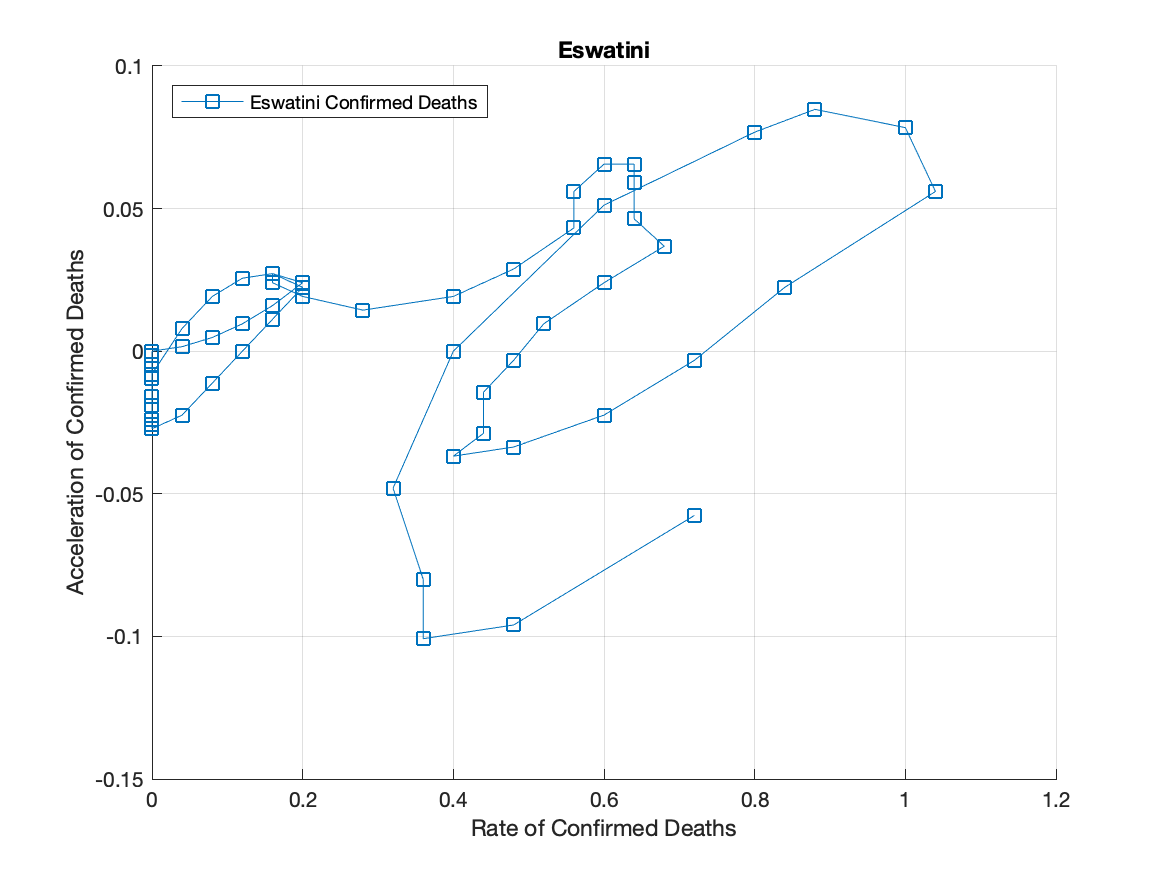 Eswatini
Eswatini Confirmed Deaths
0.1
0.05
0
-0.05
-0.1
-0.15
0 0.2 0.4 0.6 0.8 1 1.2
Rate of Confirmed Deaths
Acceleration of Confirmed Deaths